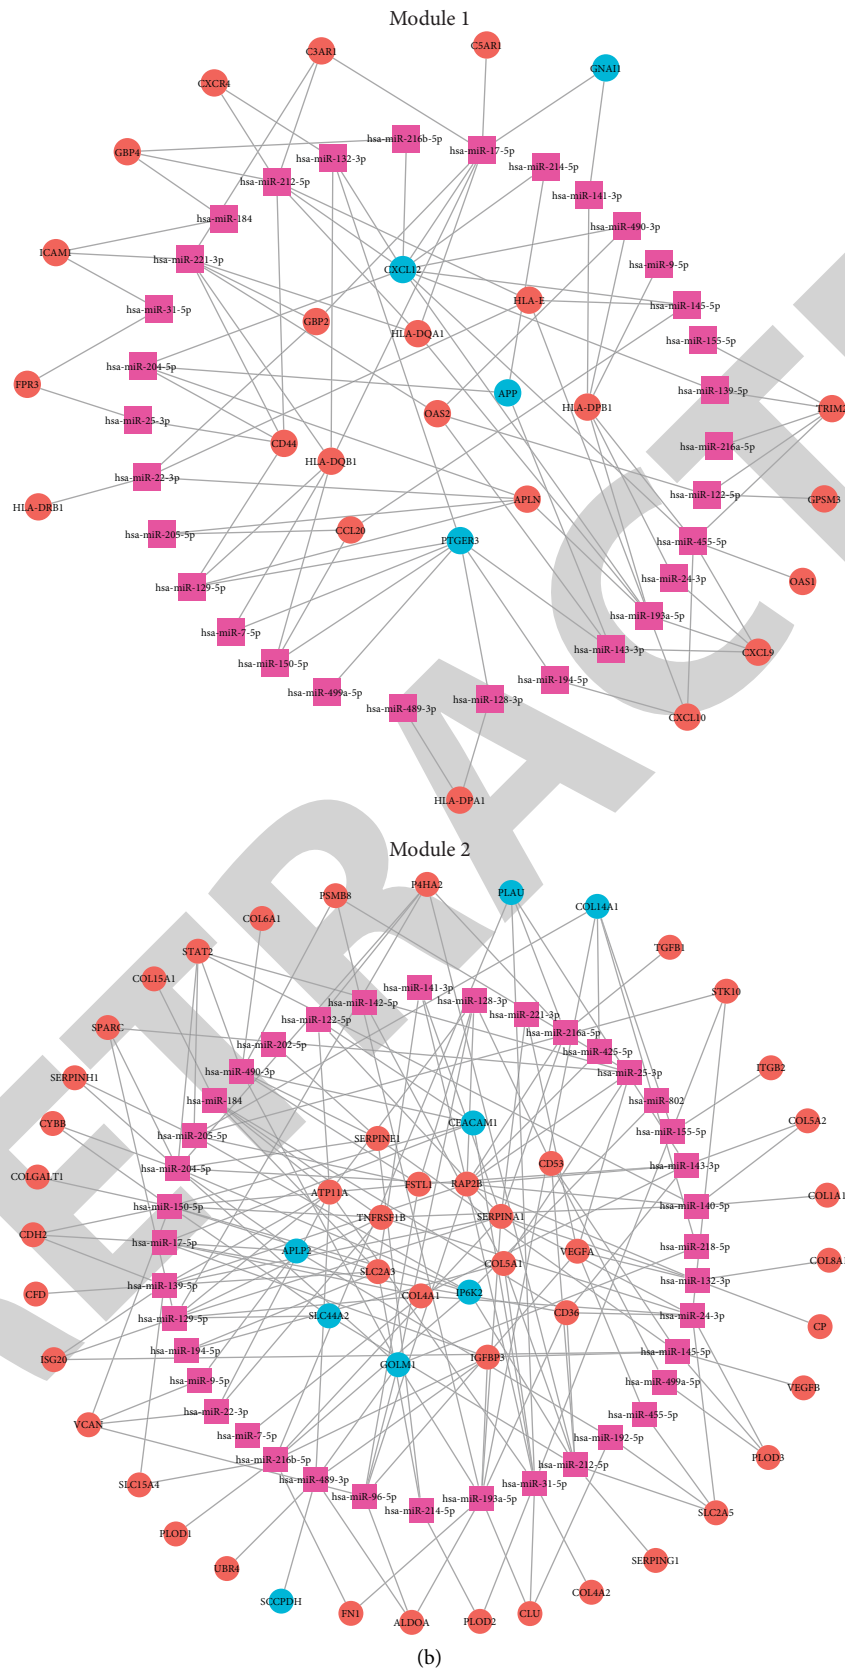 Module 1
C3AR1
C5AR1
GNAI1
CXCR4
hsa-miR-216b-5p
GBP4
hsa-miR-132-3p
hsa-miR-17-5p
hsa-miR-214-5p
hsa-miR-212-5p
hsa-miR-141-3p
hsa-miR-184
hsa-miR-490-3p
ICAM1
hsa-miR-221-3p
CXCL12
hsa-miR-9-5p
hsa-miR-31-5p
HLA-E
hsa-miR-145-5p
GBP2
HLA-DQA1
hsa-miR-155-5p
hsa-miR-204-5p
FPR3
APP
hsa-miR-139-5p
hsa-miR-25-3p
OAS2
HLA-DPB1
TRIM2
CD44
hsa-miR-216a-5p
HLA-DQB1
hsa-miR-22-3p
hsa-miR-122-5p
HLA-DRB1
APLN
GPSM3
hsa-miR-205-5p
CCL20
PTGER3
hsa-miR-455-5p
hsa-miR-129-5p
hsa-miR-24-3p
OAS1
hsa-miR-193a-5p
hsa-miR-7-5p
hsa-miR-150-5p
hsa-miR-143-3p
CXCL9
hsa-miR-499a-5p
hsa-miR-194-5p
hsa-miR-489-3p
hsa-miR-128-3p
CXCL10
HLA-DPA1
Module 2
PSMB8
P4HA2
PLAU
COL14A1
COL6A1
STAT2
TGFB1
COL15A1
hsa-miR-141-3p
STK10
hsa-miR-142-5p
hsa-miR-128-3p
SPARC
hsa-miR-122-5p
hsa-miR-221-3p
hsa-miR-216a-5p
hsa-miR-202-5p
hsa-miR-425-5p
SERPINH1
hsa-miR-490-3p
hsa-miR-25-3p
ITGB2
hsa-miR-184
hsa-miR-802
CYBB
hsa-miR-205-5p
SERPINE1
CEACAM1
hsa-miR-155-5p
COL5A2
COLGALT1
hsa-miR-204-5p
CD53
hsa-miR-143-3p
ATP11A
FSTL1
RAP2B
COL1A1
hsa-miR-150-5p
TNFRSF1B
SERPINA1
hsa-miR-140-5p
CDH2
hsa-miR-17-5p
APLP2
VEGFA
hsa-miR-218-5p
SLC2A3
COL5A1
COL8A1
CFD
hsa-miR-139-5p
COL4A1
IP6K2
hsa-miR-132-3p
hsa-miR-129-5p
SLC44A2
CD36
hsa-miR-24-3p
CP
ISG20
hsa-miR-194-5p
GOLM1
IGFBP3
hsa-miR-145-5p
hsa-miR-9-5p
hsa-miR-499a-5p
VEGFB
VCAN
hsa-miR-22-3p
hsa-miR-455-5p
hsa-miR-7-5p
hsa-miR-192-5p
PLOD3
hsa-miR-216b-5p
hsa-miR-212-5p
SLC15A4
hsa-miR-489-3p
hsa-miR-31-5p
hsa-miR-96-5p
hsa-miR-193a-5p
hsa-miR-214-5p
SLC2A5
PLOD1
UBR4
SERPING1
SCCPDH
COL4A2
FN1
ALDOA
PLOD2
CLU
(b)